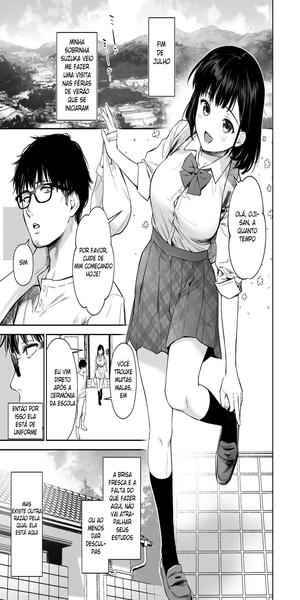 FIM
DE
JULHO
MINHA
SOBRINHA
SUZUKA VEIO
ME FAZER
UMA VISITA
NAS FÉRIAS
DE VERÃO
QUE SE
INICIARAM
OLÁ, OJI-
SAN, A
QUANTO
TEMPO
POR FAVOR,
CUIDE DE
MIM COMEÇANDO
HOJE!
SIM
VOCÊ
TROUXE
MUITAS
MALAS,
EM
EU VIM
DIRETO
APÓS A
CERIMÔNIA
DA ESCOLA
ENTÃO POR
ISSO ELA
ESTÁ DE
UNIFORME
A BRISA
FRESCA E A
FALTA DO
QUE FAZER
AQUI, NÃO
VAI ATRA-
PALHAR
SEUS
ESTUDOS
OU AO
MENOS
DAR
DESCUL-
PAS
MAS
EXISTE OUTRA
RAZÃO PELA
QUAL ELA
ESTÁ AQUI